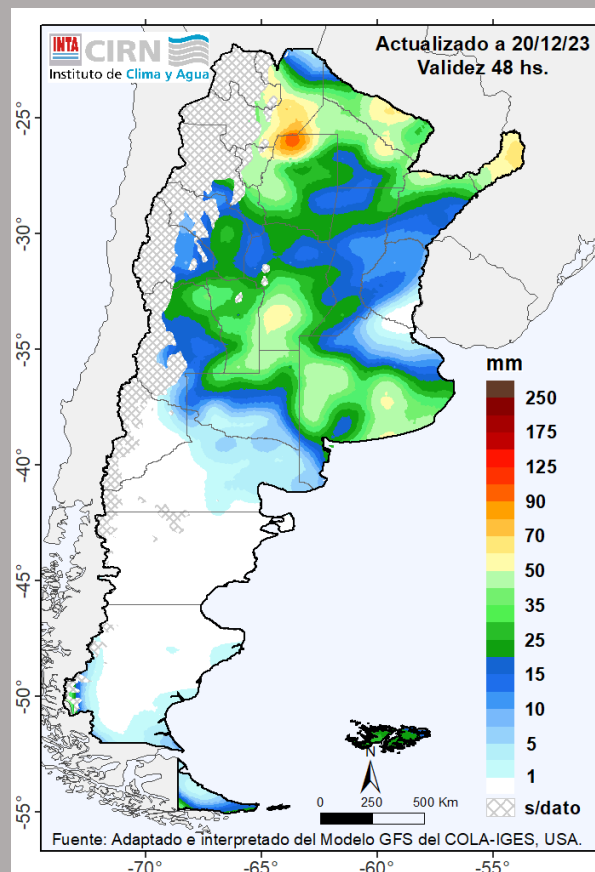 INTA CIRN
Instituto de Clima y Agua
Actualizado a 20/12/23
Validez 48 hs.
-25°
-30°
-35°
-40°
-45°
-50°
-55°
mm
250
175
125
90
70
50
35
25
15
10
5
1
s/dato
N
0 250 500 Km
Fuente: Adaptado e interpretado del Modelo GFS del COLA-IGES, USA.
-70° -65° -60° -55°